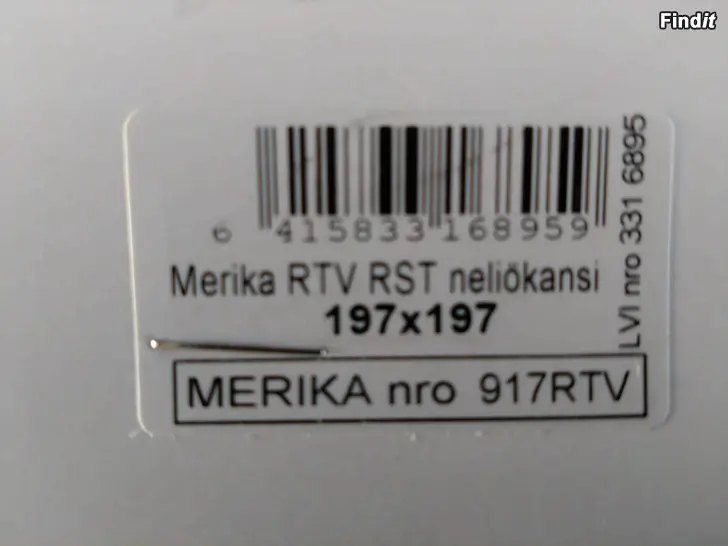 Findit
6 415833 168959
LVI nro 331 6895
Merika RTV RST neliökansi
197x197
MERIKA nro 917RTV